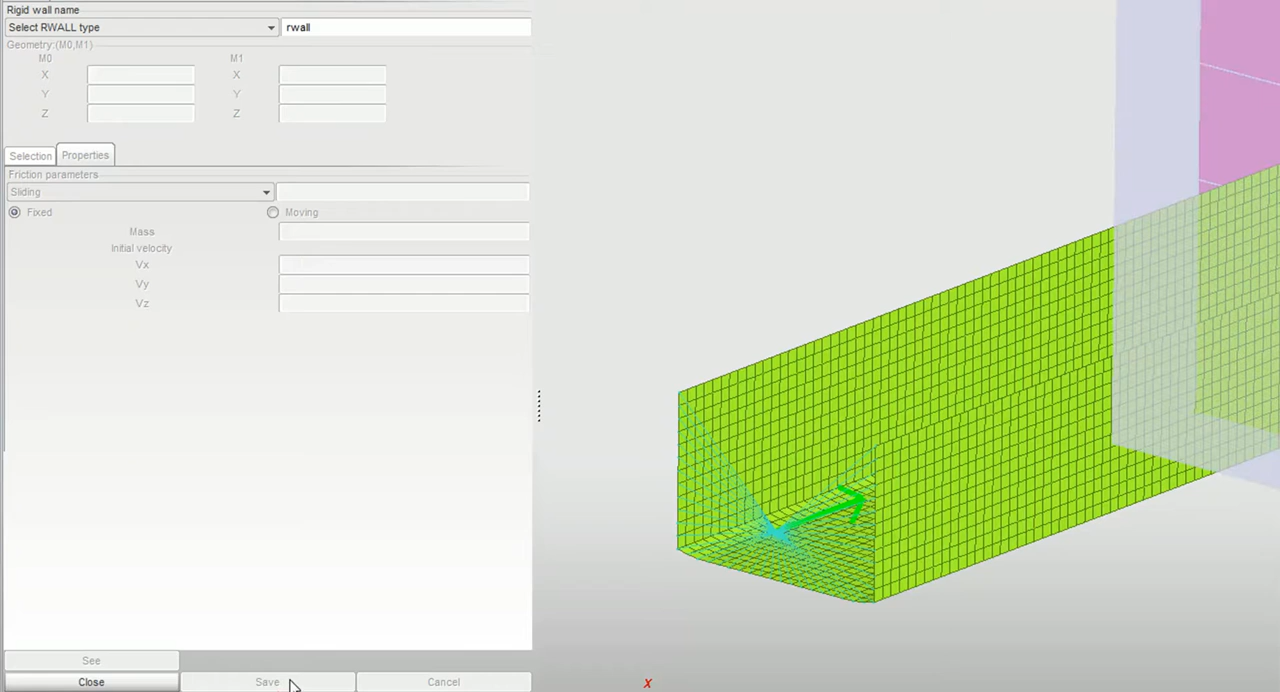 Rigid wall name
Select RWALL type rwall
Geometry:(M0,M1)
M0 M1
X X
Y Y
Z Z
Selection Properties
Friction parameters
Sliding
Fixed Moving
Mass
Initial velocity
Vx
Vy
Vz
See
Close Save Cancel
X